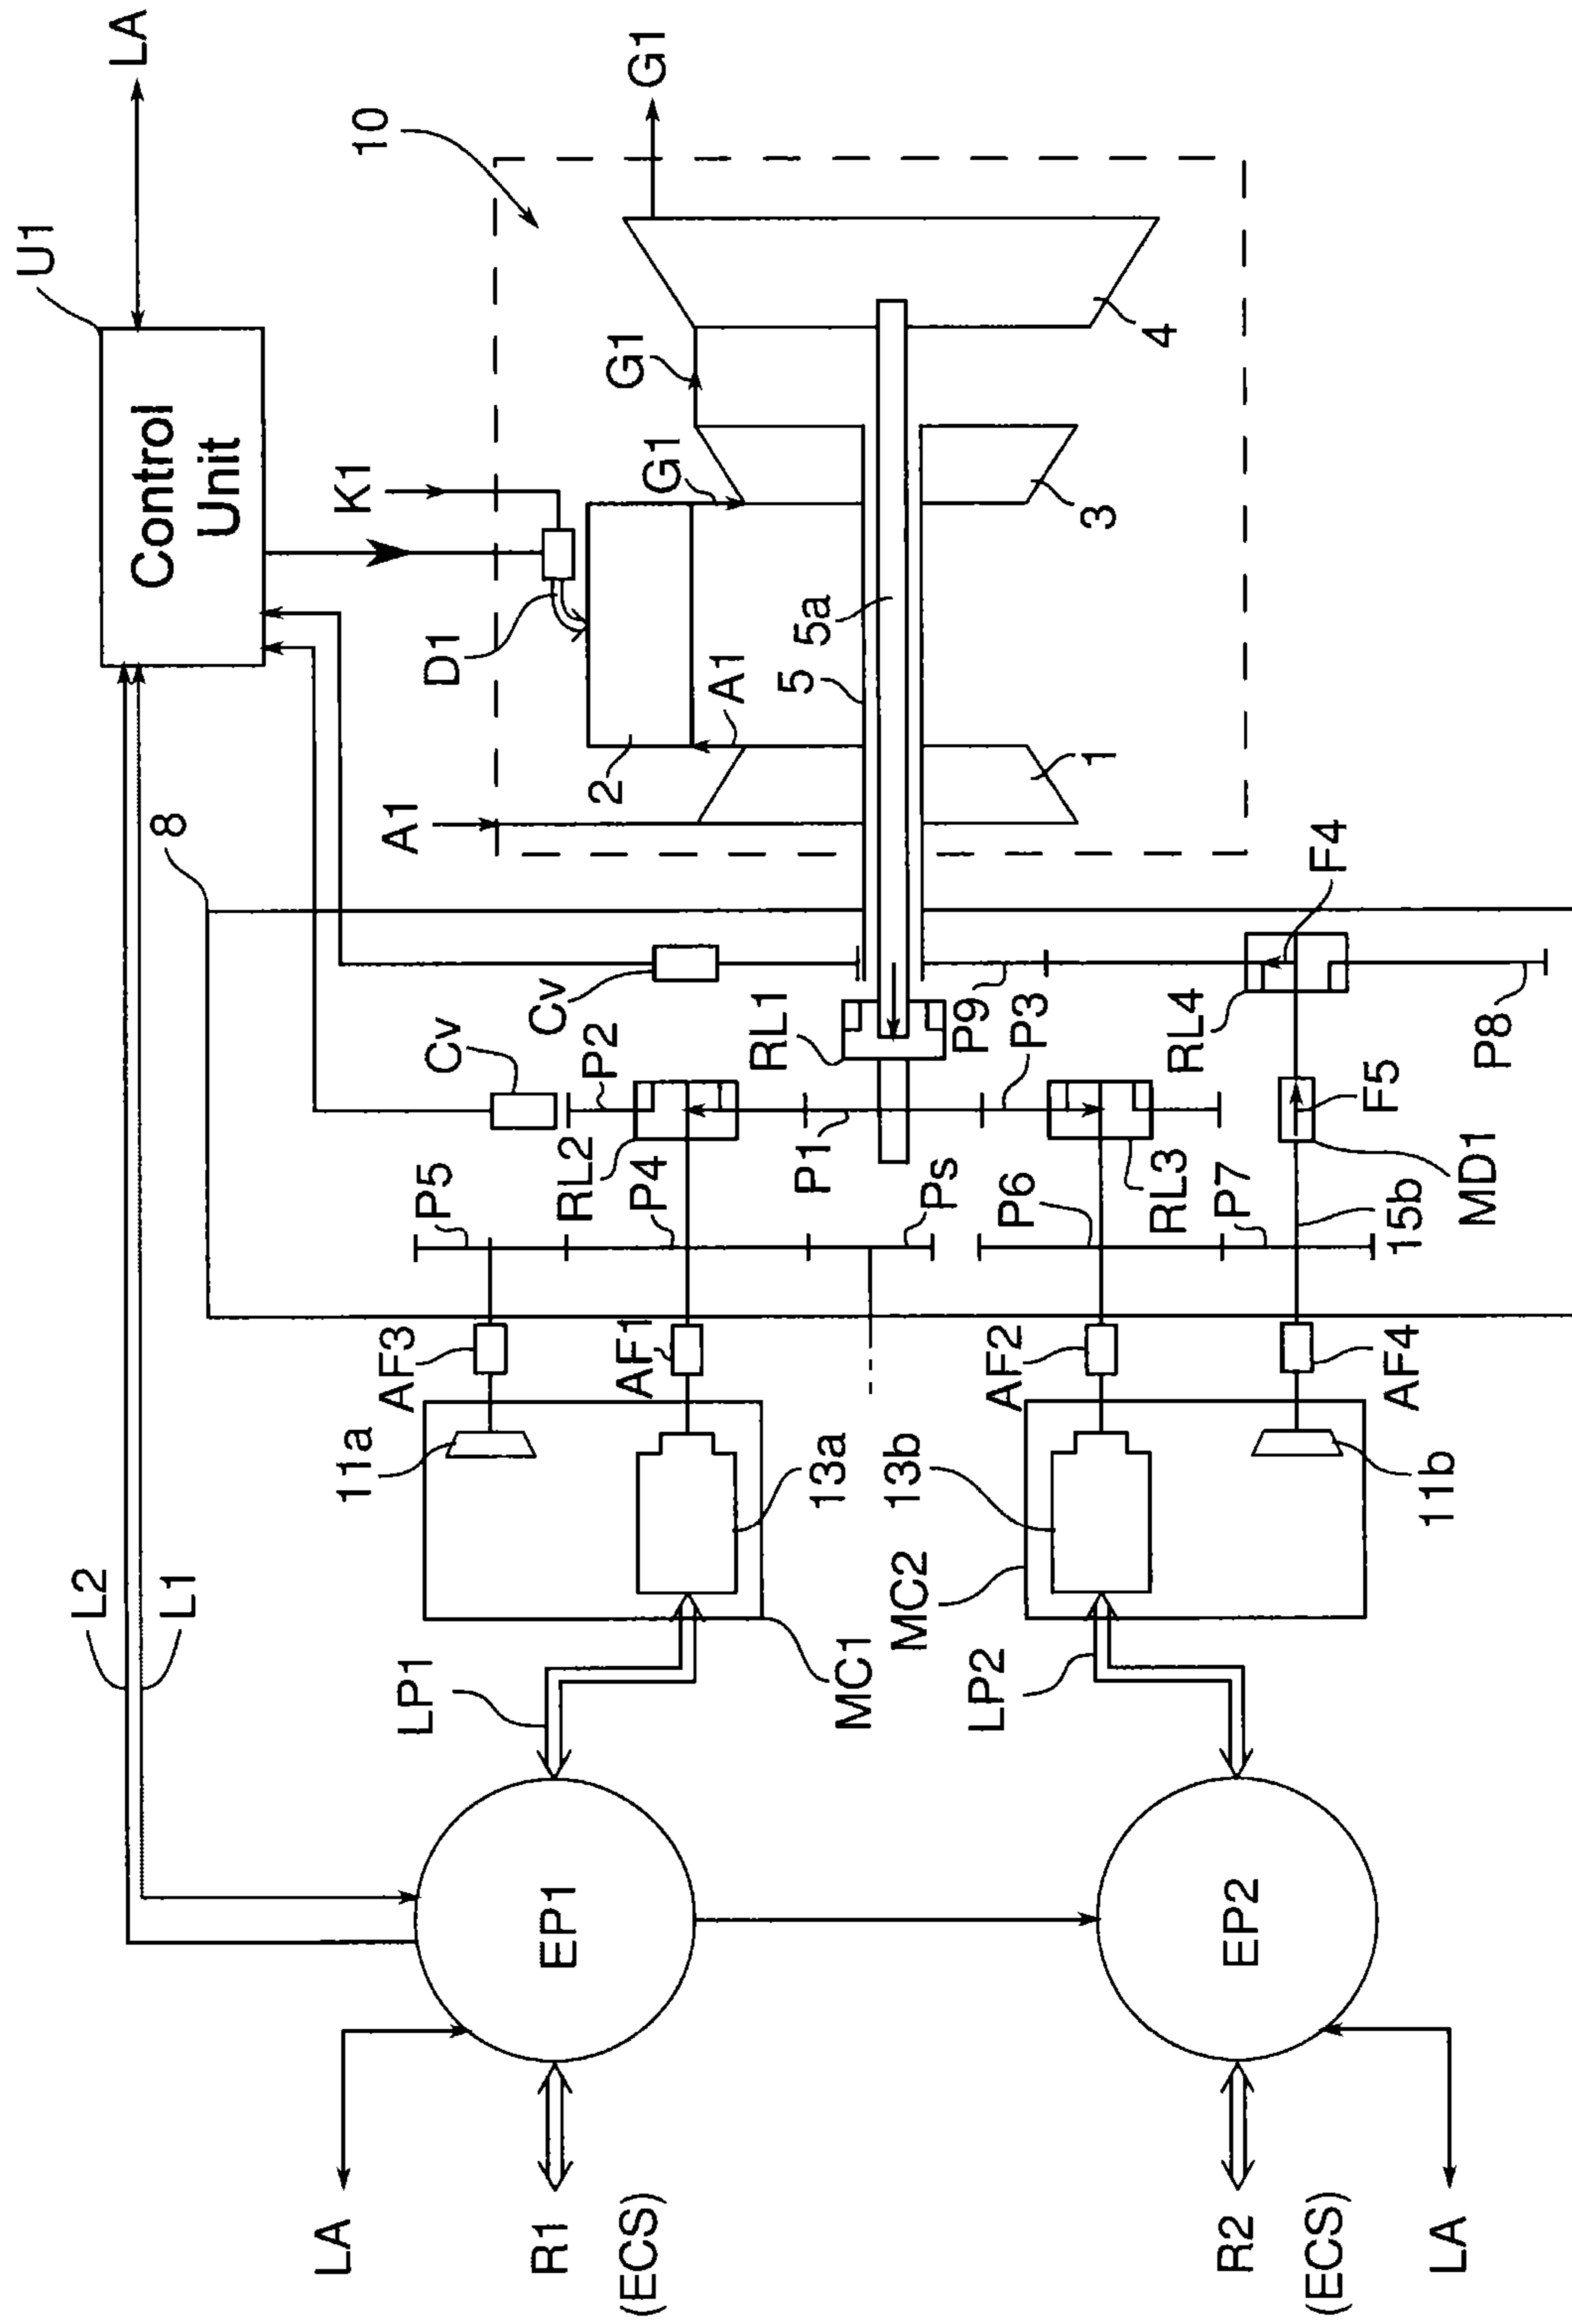 LA
U1
Control
Unit
L2
L1
8
10
G1
K1
D1
A1
2
A1
G1
G1
5
5a
4
3
1
Cv
Cv
P2
RL1
P9
P3
RL4
F4
P8
P5
RL2
P4
P1
Ps
P6
RL3
P7
15b
MD1
F5
AF3
AF1
AF2
AF4
11a
13a
13b
11b
MC1
MC2
LP1
LP2
EP1
EP2
LA
R1
(ECS)
R2
(ECS)
LA